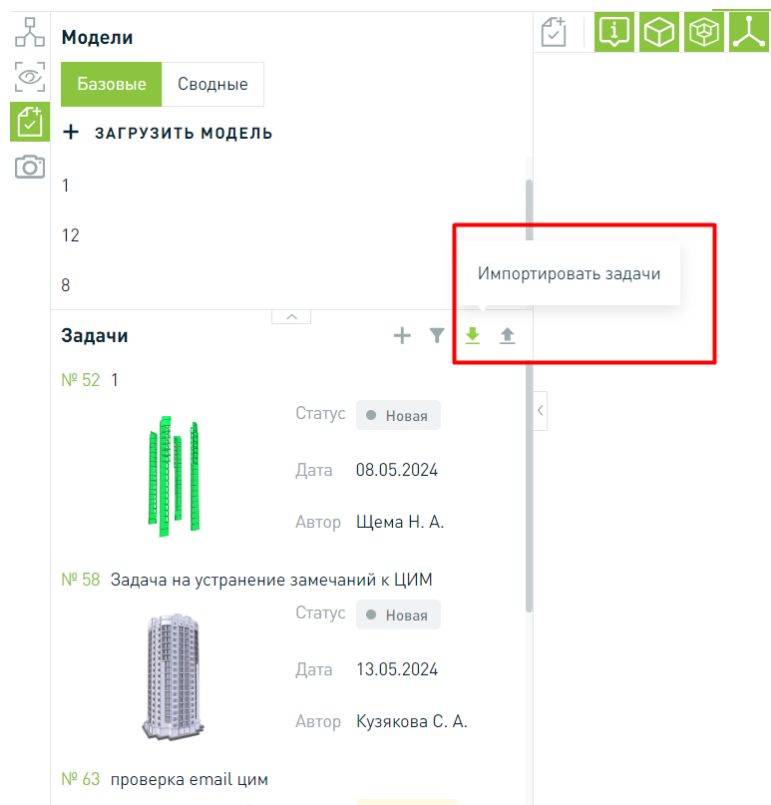 Модели
Базовые Сводные
+ ЗАГРУЗИТЬ МОДЕЛЬ
1
12
8
Импортировать задачи
Задачи
№ 52 1
Статус Новая
Дата 08.05.2024
Автор Щема Н. А.
№ 58 Задача на устранение замечаний к ЦИМ
Статус Новая
Дата 13.05.2024
Автор Кузякова С. А.
№ 63 проверка email цим